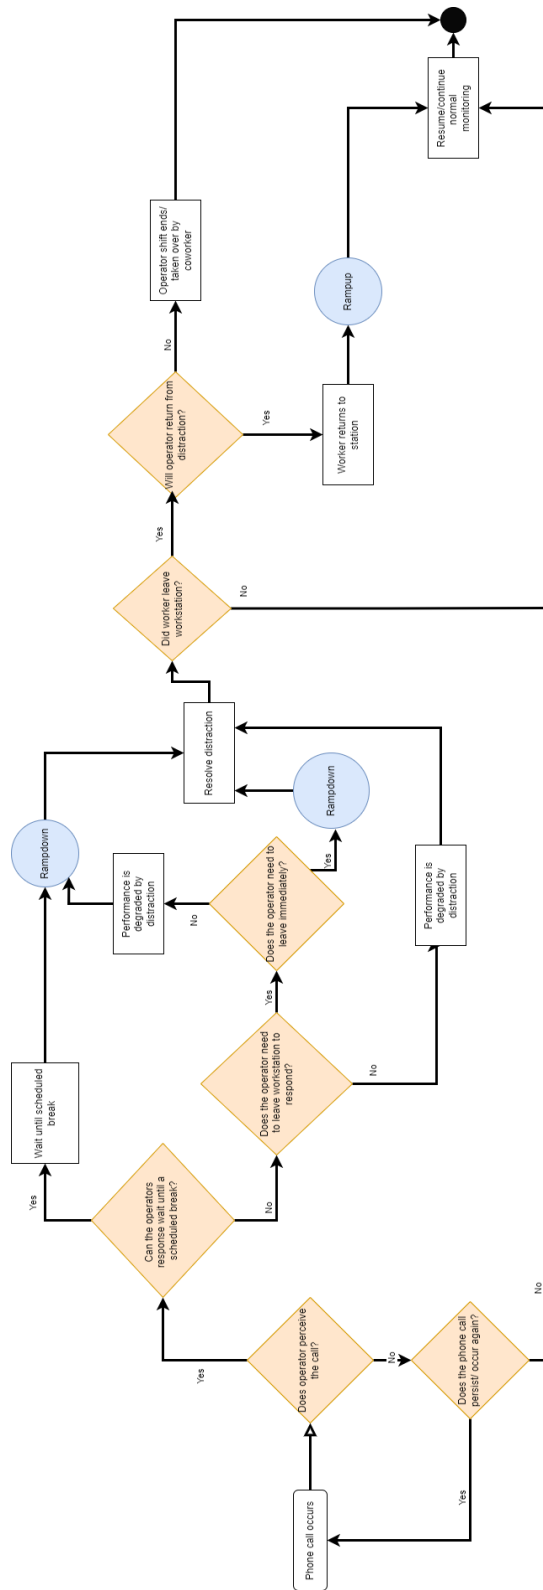 Phone call occurs
Does operator perceive
the call?
Yes
No
Does the phone call
persist/ occur again?
Yes
No
Can the operators
response wait until a
scheduled break?
Yes
No
Wait until scheduled
break
Does the operator need
to leave workstation to
respond?
Yes
No
Does the operator need to
leave immediately?
No
Yes
Performance is
degraded by
distraction
Rampdown
Rampdown
Performance is
degraded by
distraction
Resolve distraction
Did worker leave
workstation?
Yes
No
Will operator return from
distraction?
No
Yes
Operator shift ends/
taken over by
coworker
Worker returns to
station
Rampup
Resume/continue
normal
monitoring